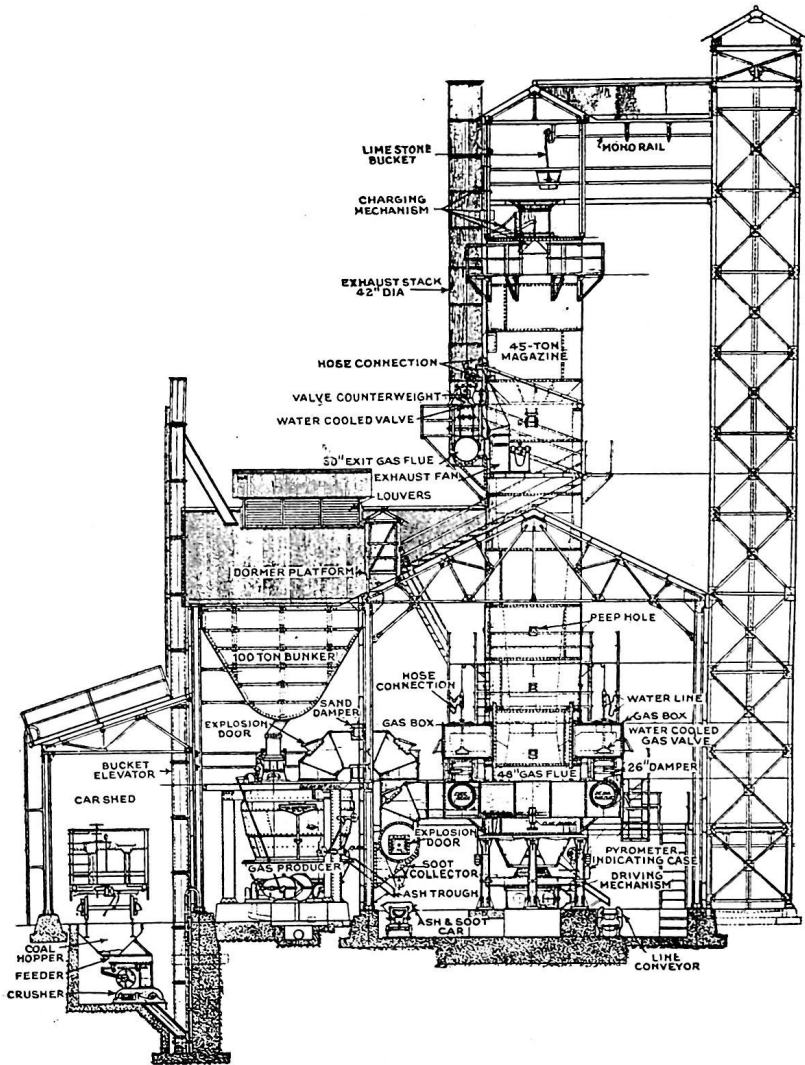 LIMESTONE
BUCKET
MONO RAIL
CHARGING
MECHANISM
EXHAUST STACK
42" DIA
45-TON
MAGAZINE
HOSE CONNECTION
VALVE COUNTERWEIGHT
WATER COOLED VALVE
30" EXIT GAS FLUE
EXHAUST FAN
LOUVERS
DORMER PLATFORM
PEEP HOLE
100 TON BUNKER
HOSE
CONNECTION
WATER LINE
SAND
DAMPER
EXPLOSION
DOOR
GAS BOX
GAS BOX
WATER COOLED
GAS VALVE
BUCKET
ELEVATOR
48" GAS FLUE
26" DAMPER
CAR SHED
EXPLOSION
DOOR
GAS PRODUCER
SOOT
COLLECTOR
PYROMETER
INDICATING CASE
DRIVING
MECHANISM
ASH TROUGH
ASH & SOOT
CAR
COAL
HOPPER
FEEDER
CRUSHER
LIME
CONVEYOR